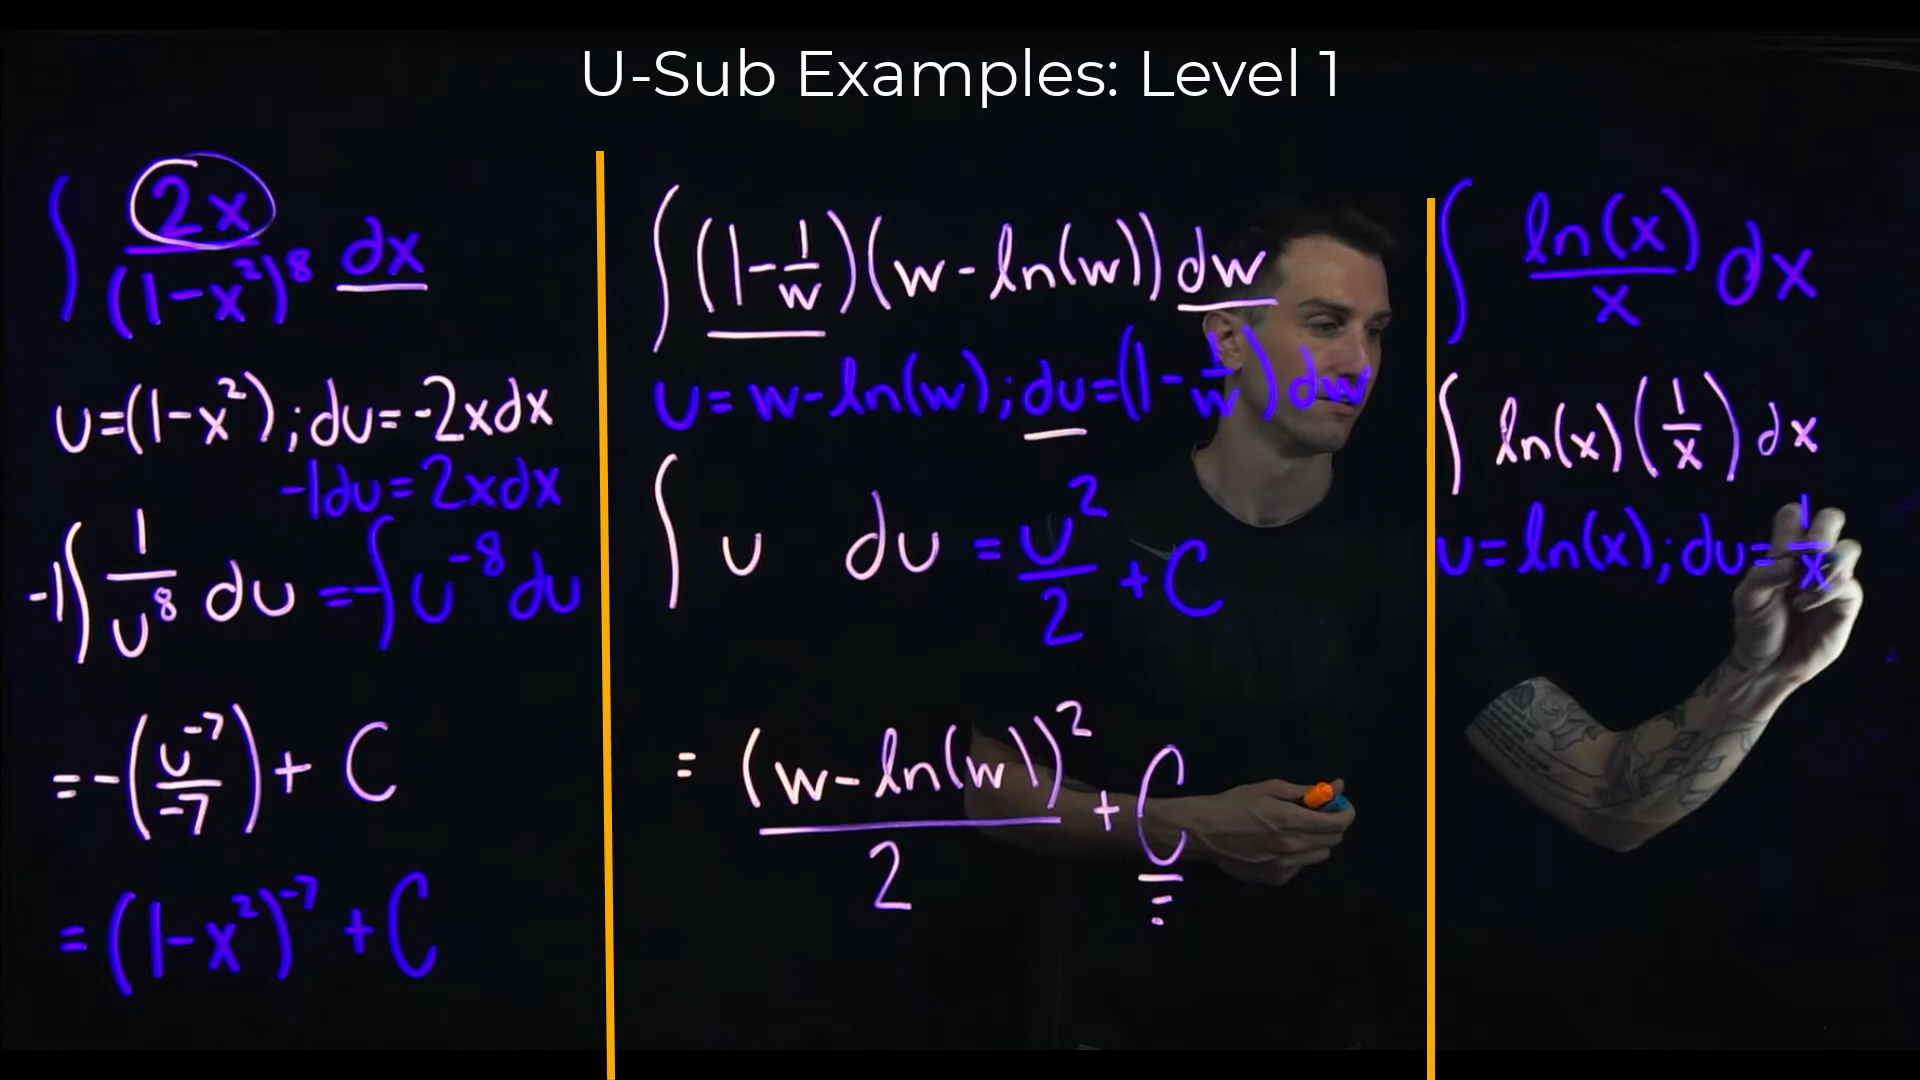 U-Sub Examples: Level 1
∫ 2x/(1-x²)⁸ dx
u=(1-x²); du=-2xdx
-1du=2xdx
-1∫ 1/u⁸ du = -∫u⁻⁸du
= -(u⁻⁷/-7) + C
= (1-x²)⁻⁷ + C
∫(1-1/w)(w-ln(w)) dw
u=w-ln(w); du=(1-1/w)dw
∫ u du = u²/2 + C
= (w-ln(w))²/2 + C
∫ ln(x)/x dx
∫ ln(x)(1/x)dx
u=ln(x); du=1/x